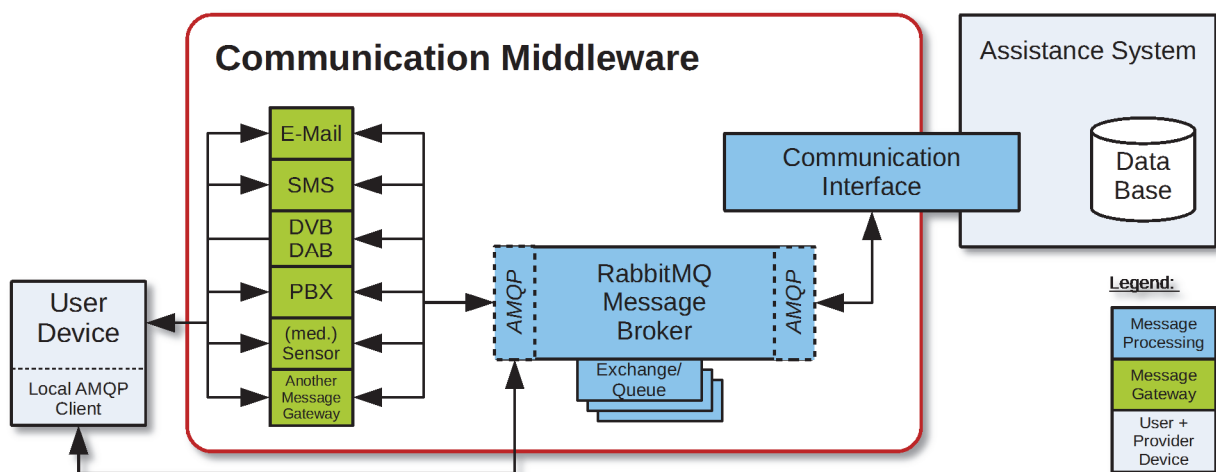 Communication Middleware
Assistance System
E-Mail
SMS
DVB
DAB
PBX
(med.)
Sensor
Another
Message
Gateway
User
Device
Local AMQP
Client
AMQP
RabbitMQ
Message
Broker
AMQP
Exchange/
Queue
Communication
Interface
Data
Base
Legend:
Message
Processing
Message
Gateway
User +
Provider
Device